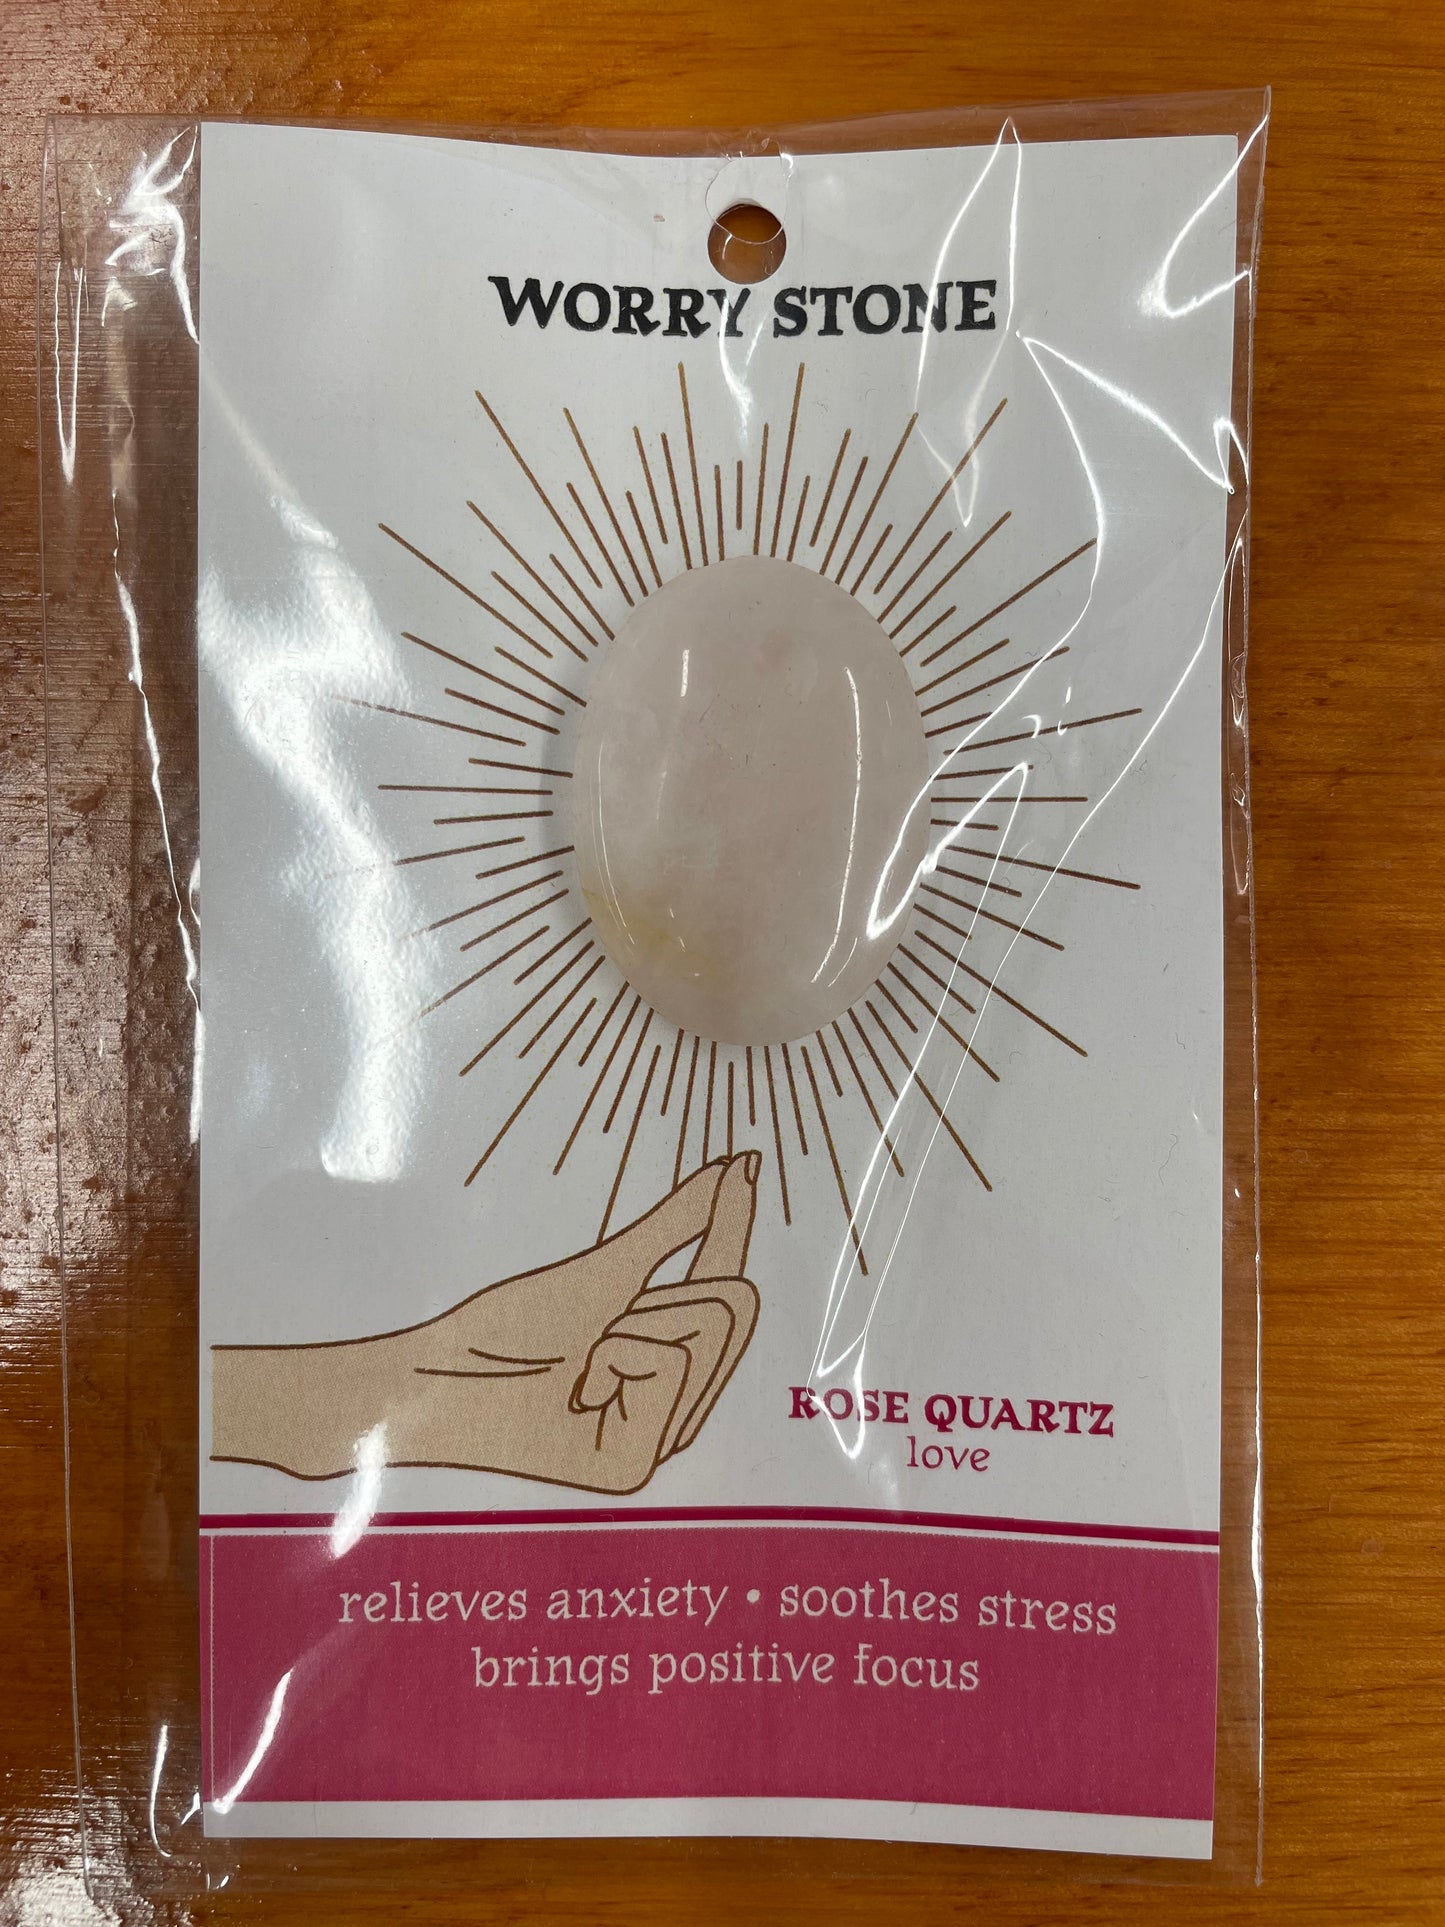 WORRY STONE
ROSE QUARTZ
love
relieves anxiety • soothes stress
brings positive focus